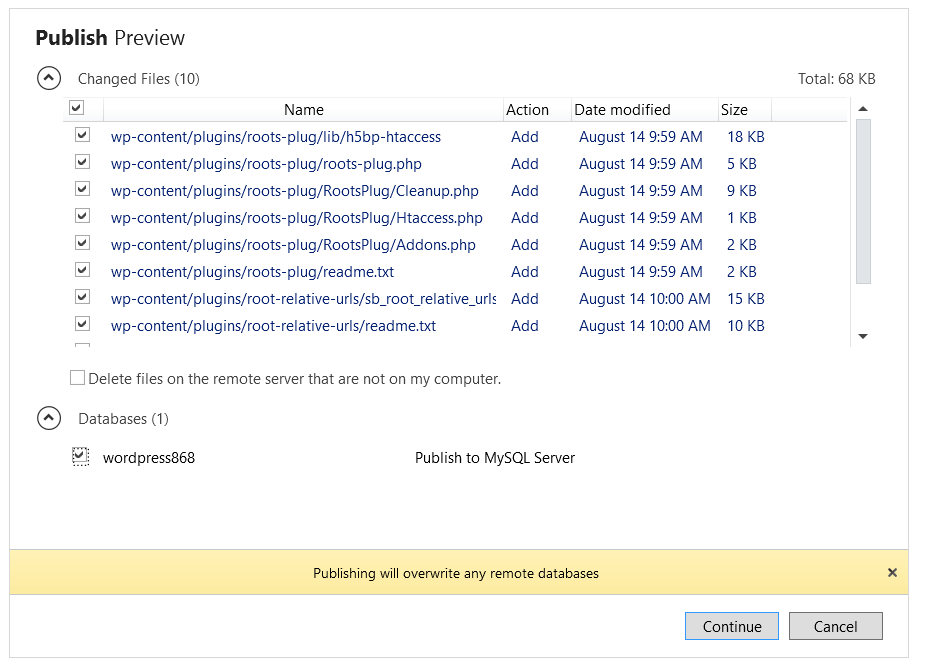 Publish Preview
Changed Files (10) Total: 68 KB
Name Action Date modified Size
wp-content/plugins/roots-plug/lib/h5bp-htaccess Add August 14 9:59 AM 18 KB
wp-content/plugins/roots-plug/roots-plug.php Add August 14 9:59 AM 5 KB
wp-content/plugins/roots-plug/RootsPlug/Cleanup.php Add August 14 9:59 AM 9 KB
wp-content/plugins/roots-plug/RootsPlug/Htaccess.php Add August 14 9:59 AM 1 KB
wp-content/plugins/roots-plug/RootsPlug/Addons.php Add August 14 9:59 AM 2 KB
wp-content/plugins/roots-plug/readme.txt Add August 14 9:59 AM 2 KB
wp-content/plugins/root-relative-urls/sb_root_relative_urls Add August 14 10:00 AM 15 KB
wp-content/plugins/root-relative-urls/readme.txt Add August 14 10:00 AM 10 KB
Delete files on the remote server that are not on my computer.
Databases (1)
wordpress868 Publish to MySQL Server
Publishing will overwrite any remote databases
Continue Cancel